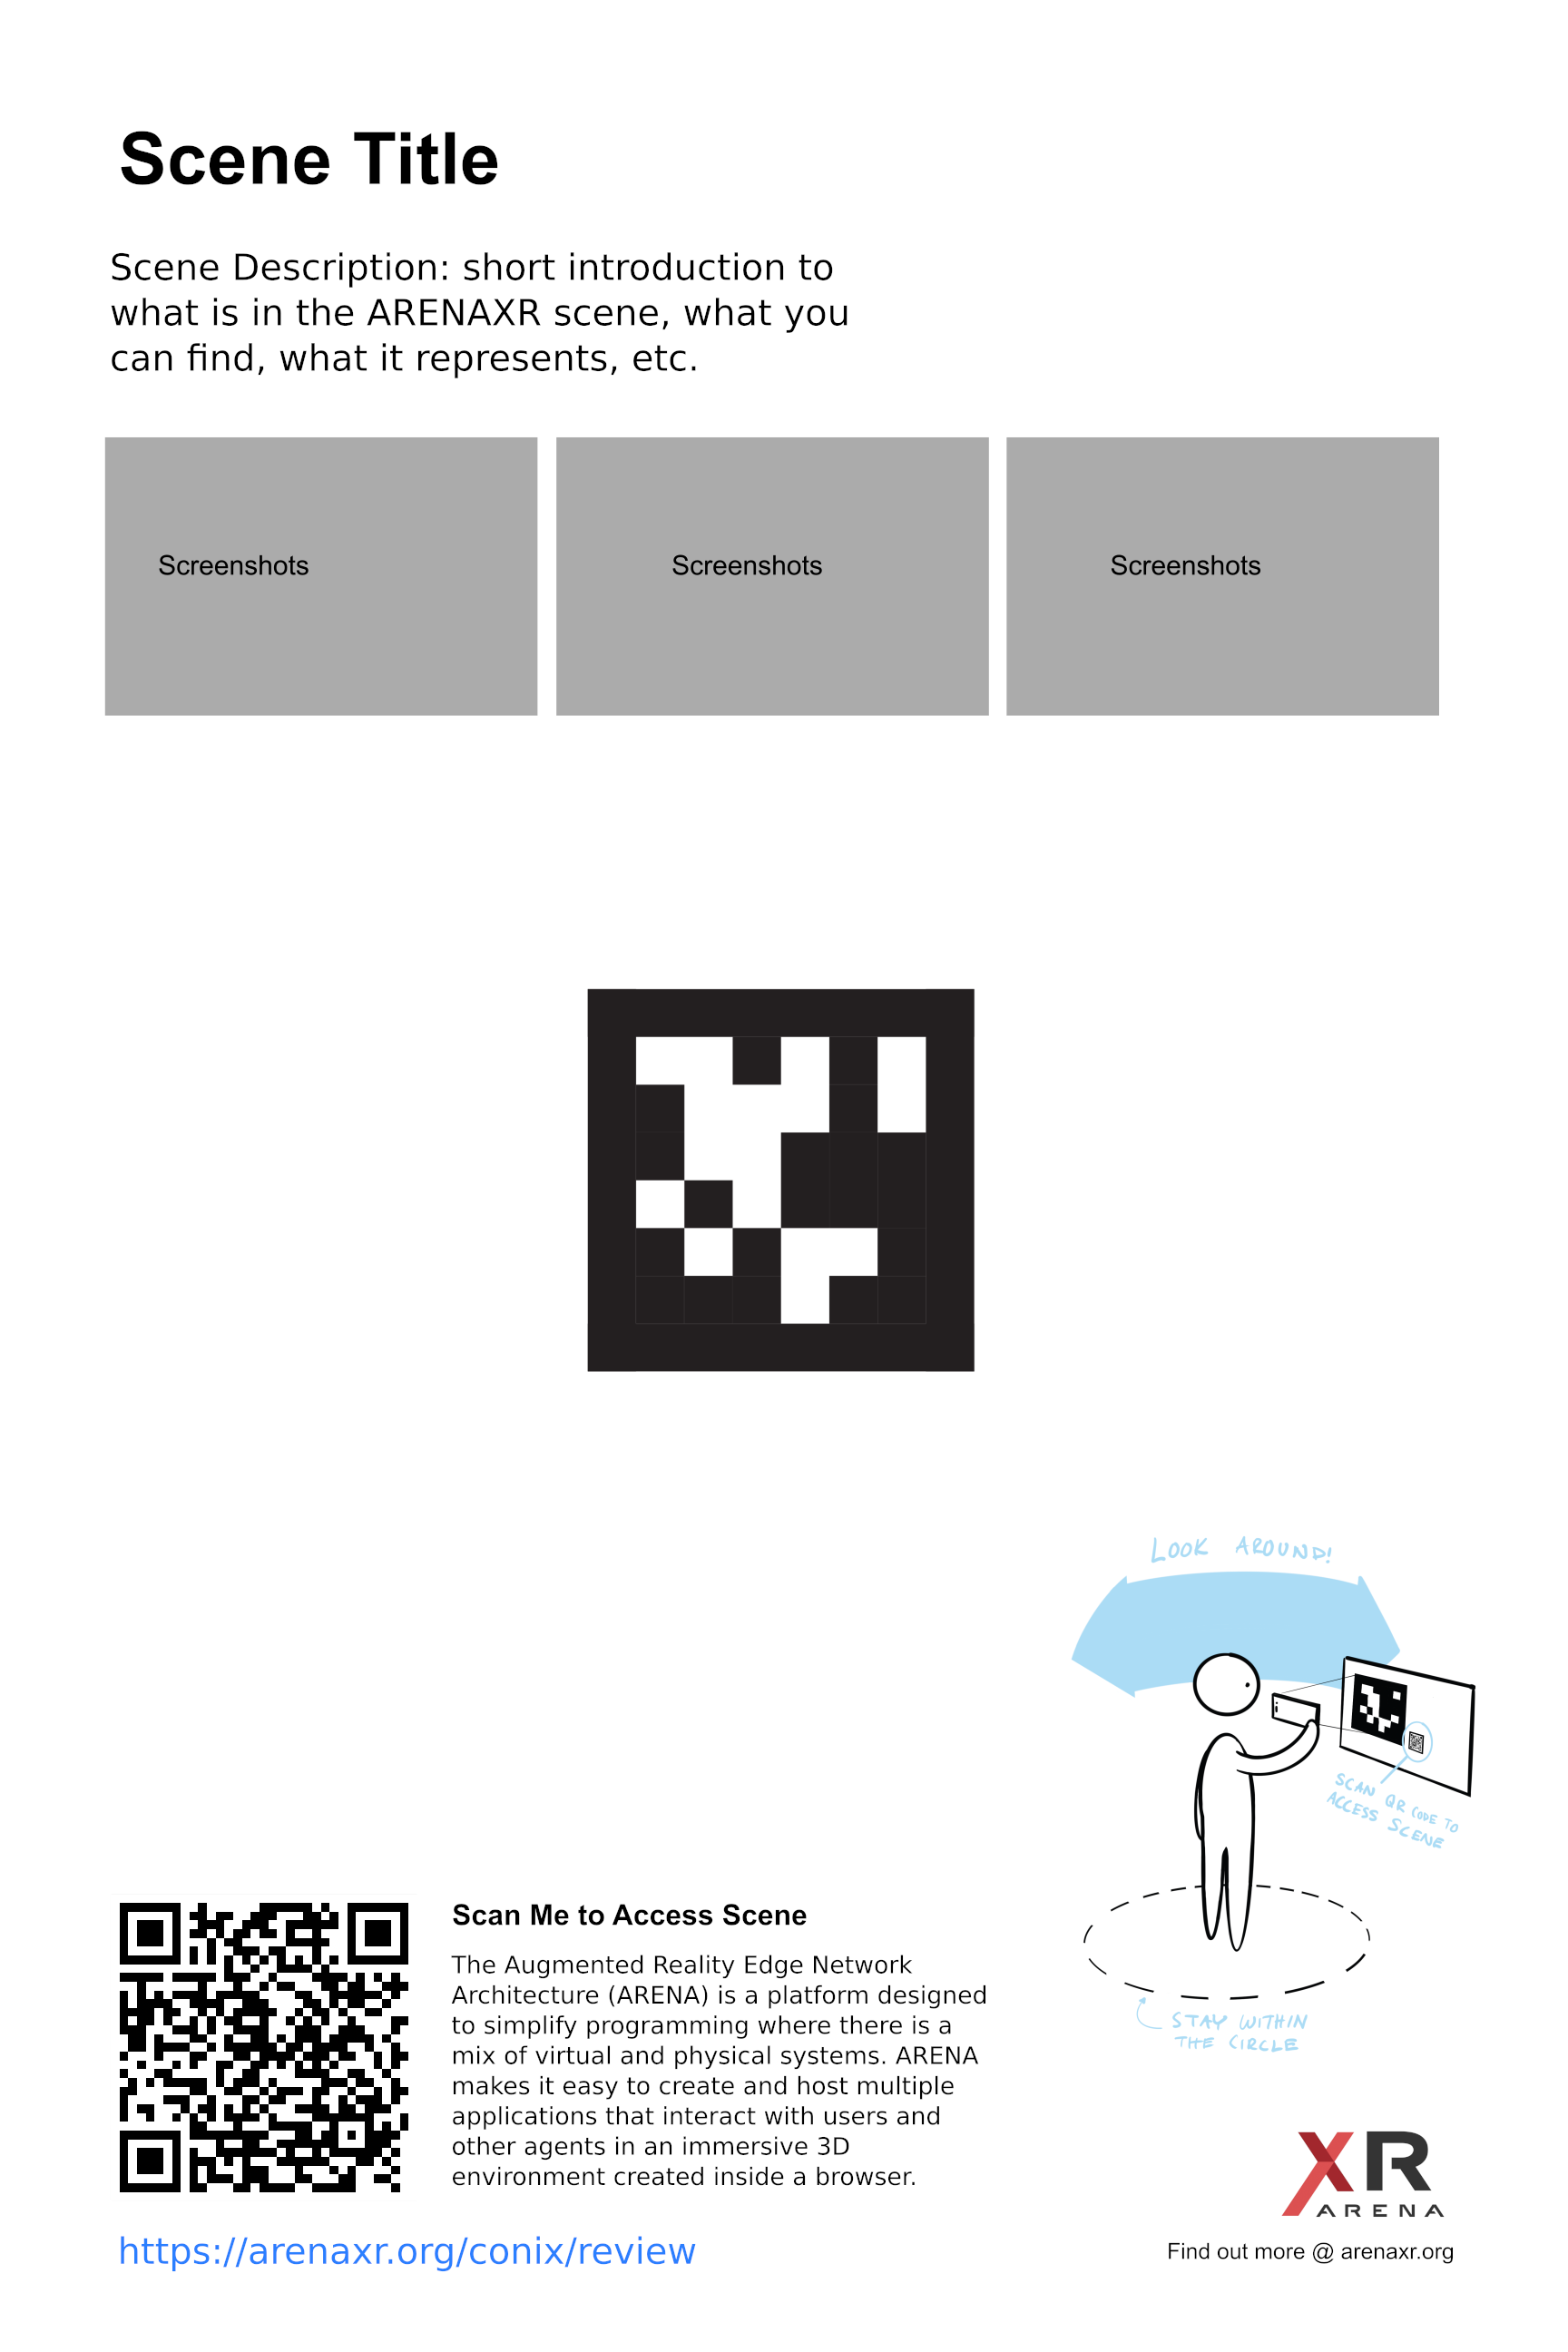 Scene Title
Scene Description: short introduction to
what is in the ARENAXR scene, what you
can find, what it represents, etc.
Screenshots
Screenshots
Screenshots
LOOK AROUND!
SCAN QR CODE TO
ACCESS SCENE
STAY WITHIN
THE CIRCLE
Scan Me to Access Scene
The Augmented Reality Edge Network
Architecture (ARENA) is a platform designed
to simplify programming where there is a
mix of virtual and physical systems. ARENA
makes it easy to create and host multiple
applications that interact with users and
other agents in an immersive 3D
environment created inside a browser.
https://arenaxr.org/conix/review
XR
ARENA
Find out more @ arenaxr.org